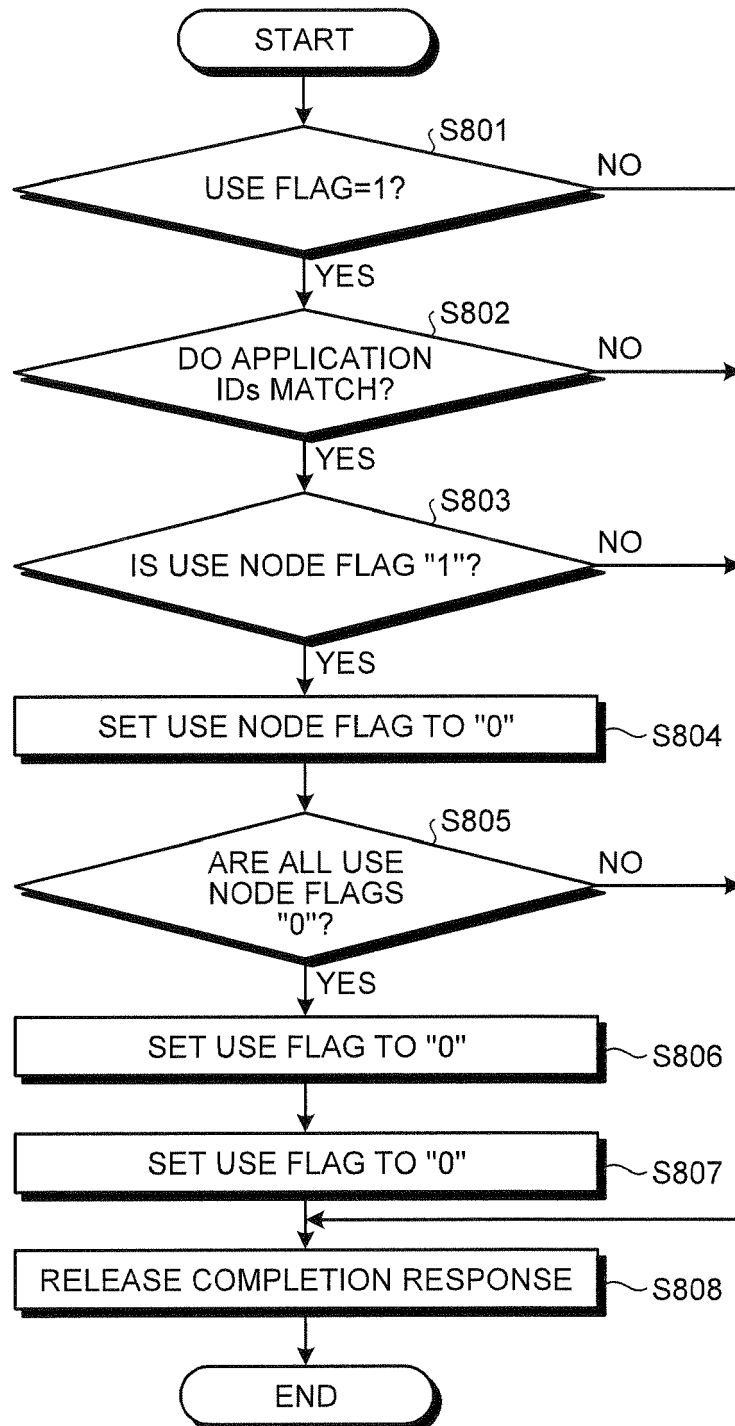 START
S801
USE FLAG=1?
NO
YES
S802
DO APPLICATION
IDs MATCH?
NO
YES
S803
IS USE NODE FLAG "1"?
NO
YES
SET USE NODE FLAG TO "0"
S804
S805
ARE ALL USE
NODE FLAGS
"0"?
NO
YES
SET USE FLAG TO "0"
S806
SET USE FLAG TO "0"
S807
RELEASE COMPLETION RESPONSE
S808
END